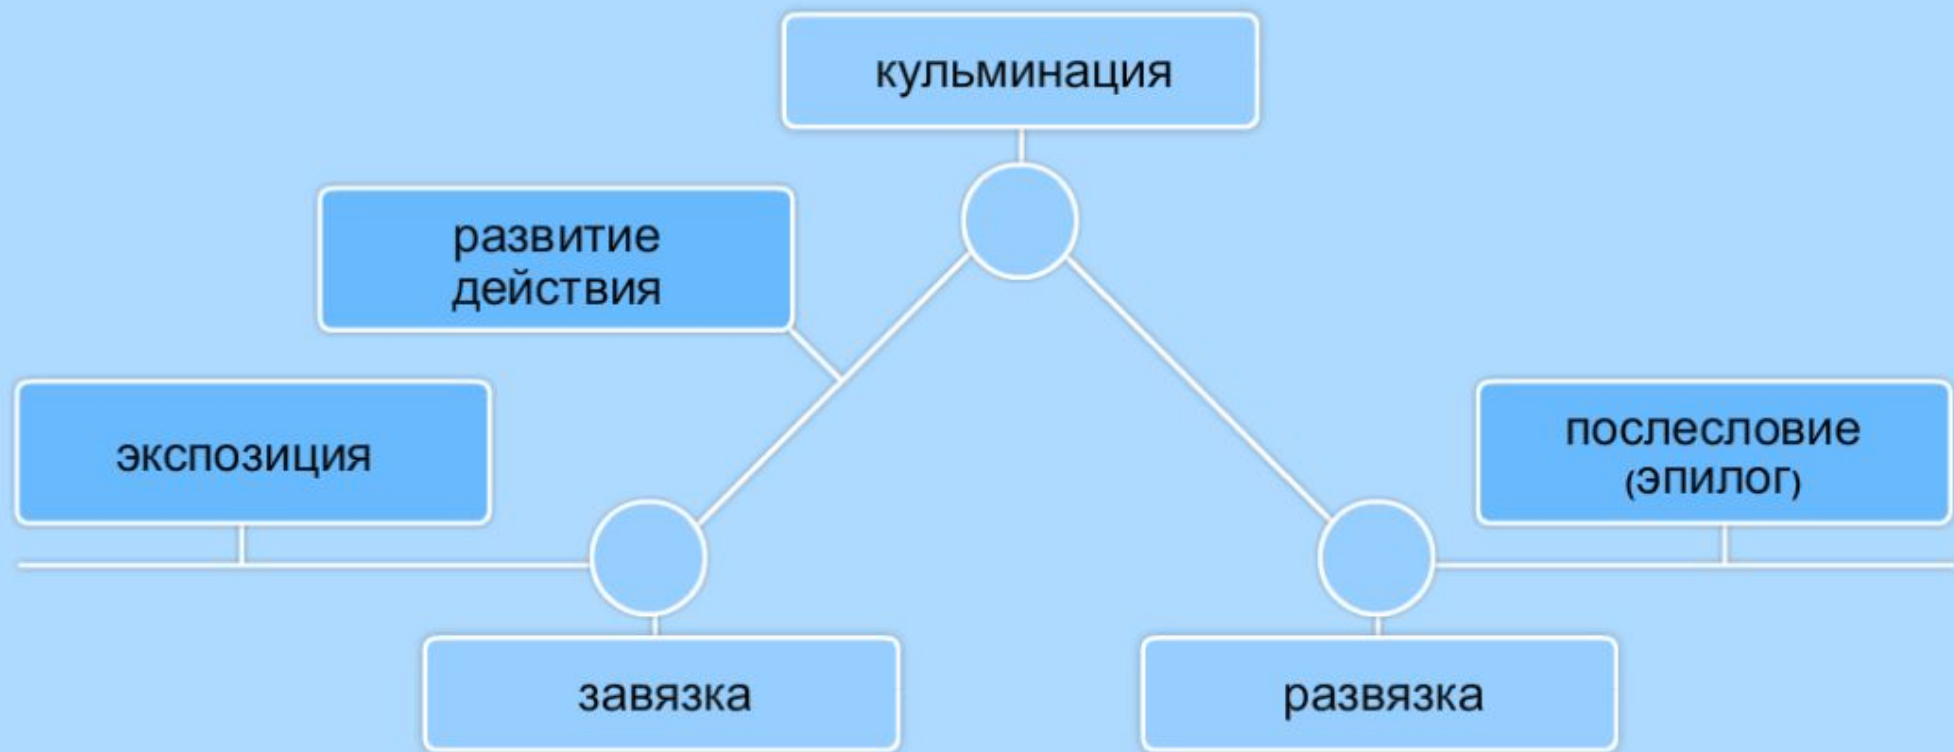 кульминация
развитие
действия
экспозиция
послесловие
(эпилог)
завязка
развязка